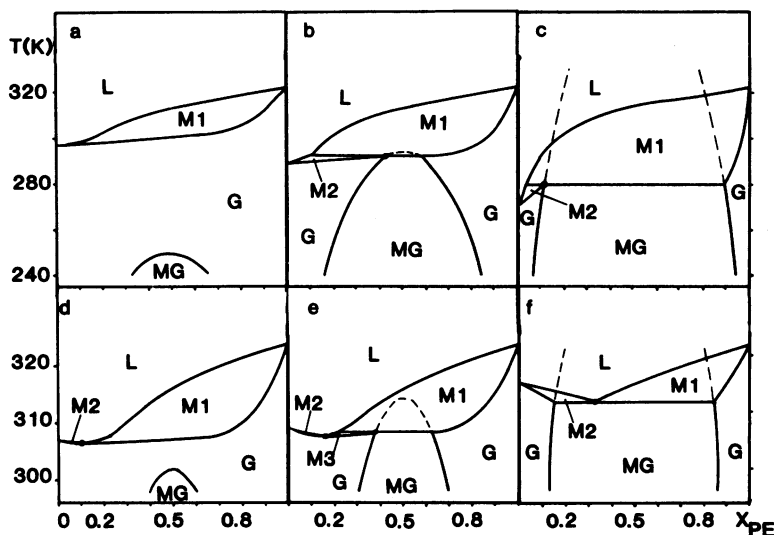 a b c
T(K)
L L L
320
M1 M1 M1
280
M2 M2
G G G G G
MG MG MG
240
d e f
L L L
320
M2 M2 M1 M1 M1
310
M3 M2
G G G G G
MG MG MG
300
0 0.2 0.5 0.8 0.2 0.5 0.8 0.2 0.5 0.8 XPE